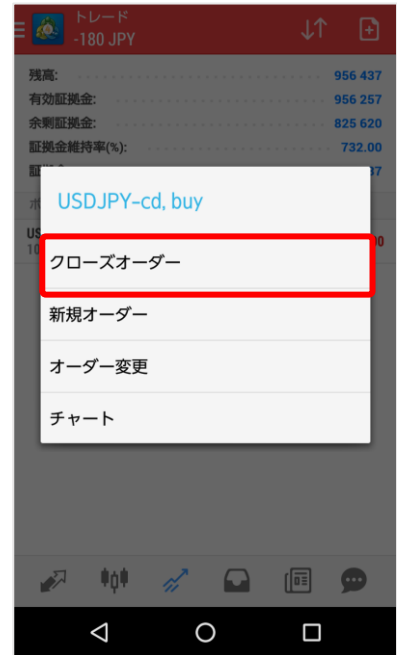 トレード
-180 JPY
残高: 956 437
有効証拠金: 956 257
余剰証拠金: 825 620
証拠金維持率(%): 732.00
USDJPY-cd, buy
クローズオーダー
新規オーダー
オーダー変更
チャート